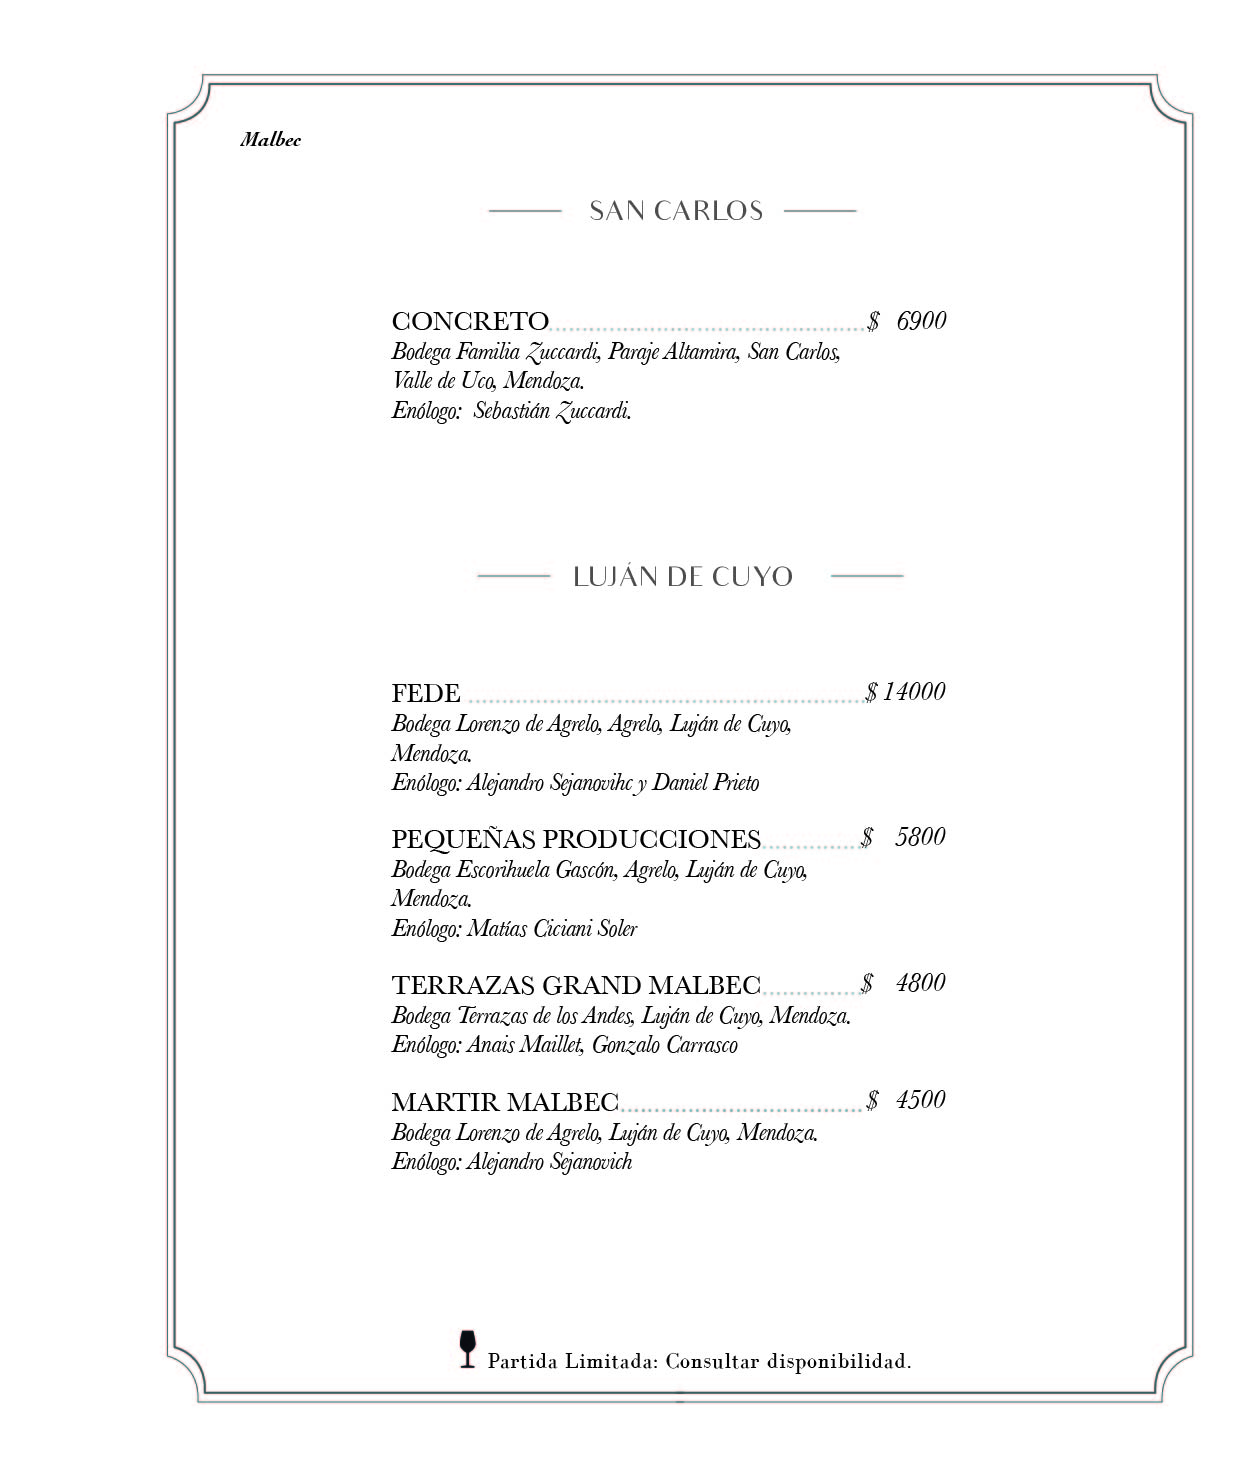 Malbec
SAN CARLOS
CONCRETO $ 6900
Bodega Familia Zuccardi, Paraje Altamira, San Carlos,
Valle de Uco, Mendoza.
Enólogo: Sebastián Zuccardi.
LUJÁN DE CUYO
FEDE $ 14000
Bodega Lorenzo de Agrelo, Agrelo, Luján de Cuyo,
Mendoza.
Enólogo: Alejandro Sejanovihc y Daniel Prieto
PEQUEÑAS PRODUCCIONES $ 5800
Bodega Escorihuela Gascón, Agrelo, Luján de Cuyo,
Mendoza.
Enólogo: Matías Ciciani Soler
TERRAZAS GRAND MALBEC $ 4800
Bodega Terrazas de los Andes, Luján de Cuyo, Mendoza.
Enólogo: Anais Maillet, Gonzalo Carrasco
MARTIR MALBEC $ 4500
Bodega Lorenzo de Agrelo, Luján de Cuyo, Mendoza.
Enólogo: Alejandro Sejanovich
Partida Limitada: Consultar disponibilidad.